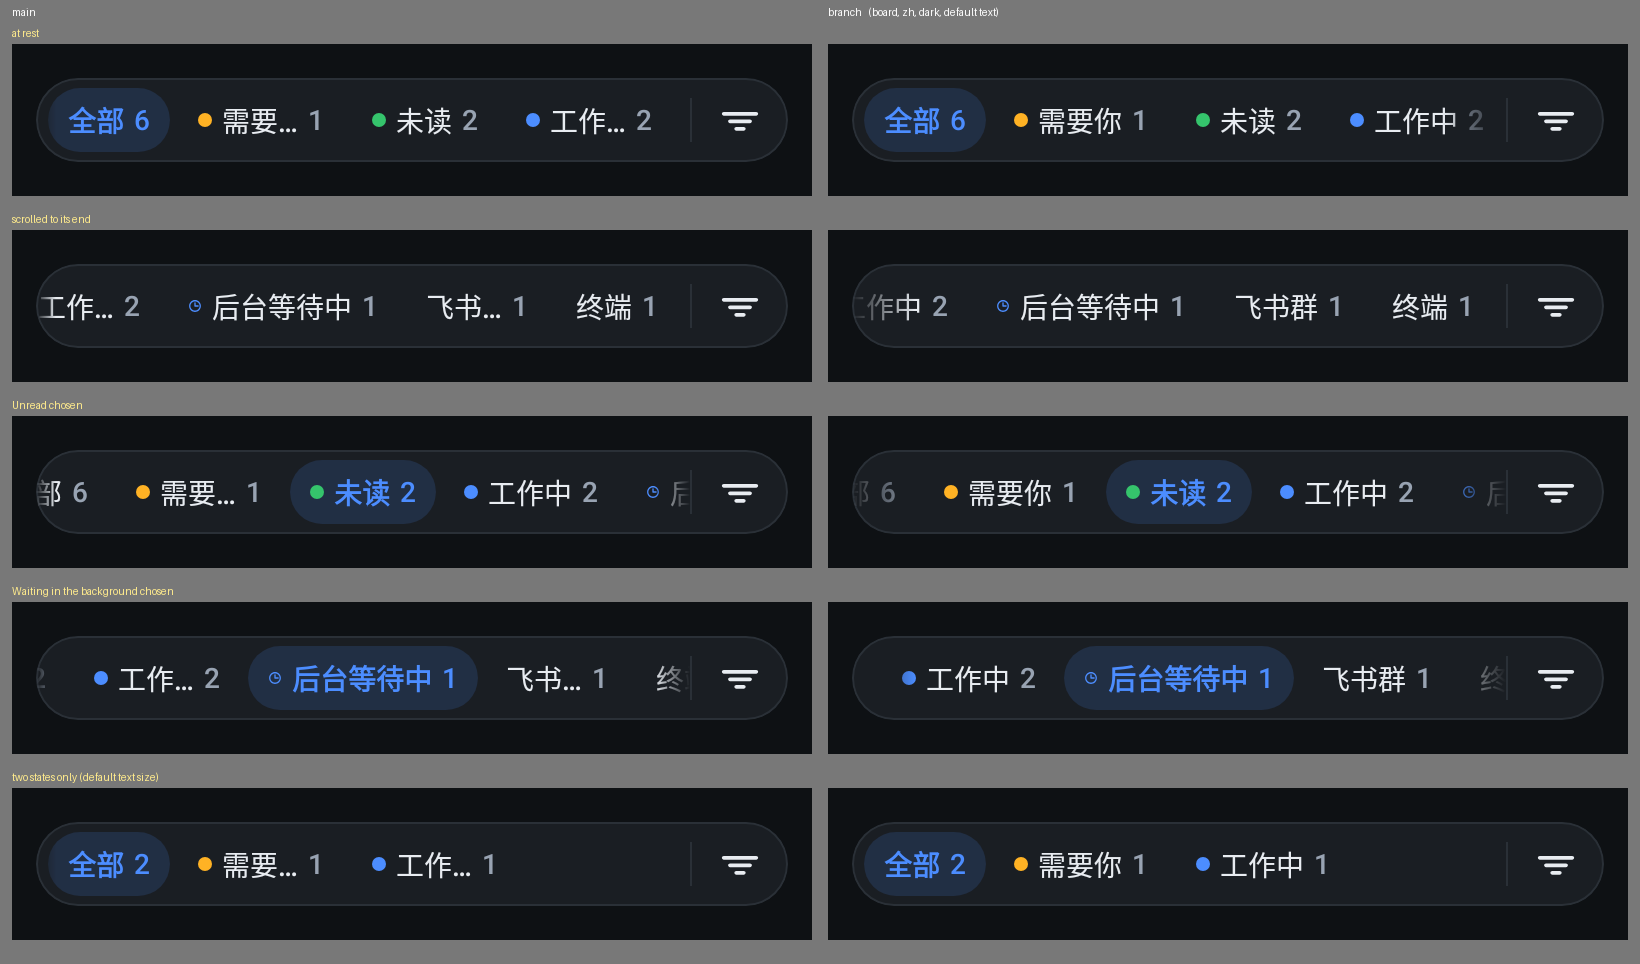 main
branch (board, zh, dark, default text)
at rest
全部 6 需要... 1 未读 2 工作... 2
全部 6 需要你 1 未读 2 工作中 2
scrolled to its end
工作... 2 后台等待中 1 飞书... 1 终端 1
作中 2 后台等待中 1 飞书群 1 终端 1
Unread chosen
部 6 需要... 1 未读 2 工作中 2 后
部 6 需要你 1 未读 2 工作中 2 后
Waiting in the background chosen
2 工作... 2 后台等待中 1 飞书... 1 终
工作中 2 后台等待中 1 飞书群 1 终
two states only (default text size)
全部 2 需要... 1 工作... 1
全部 2 需要你 1 工作中 1